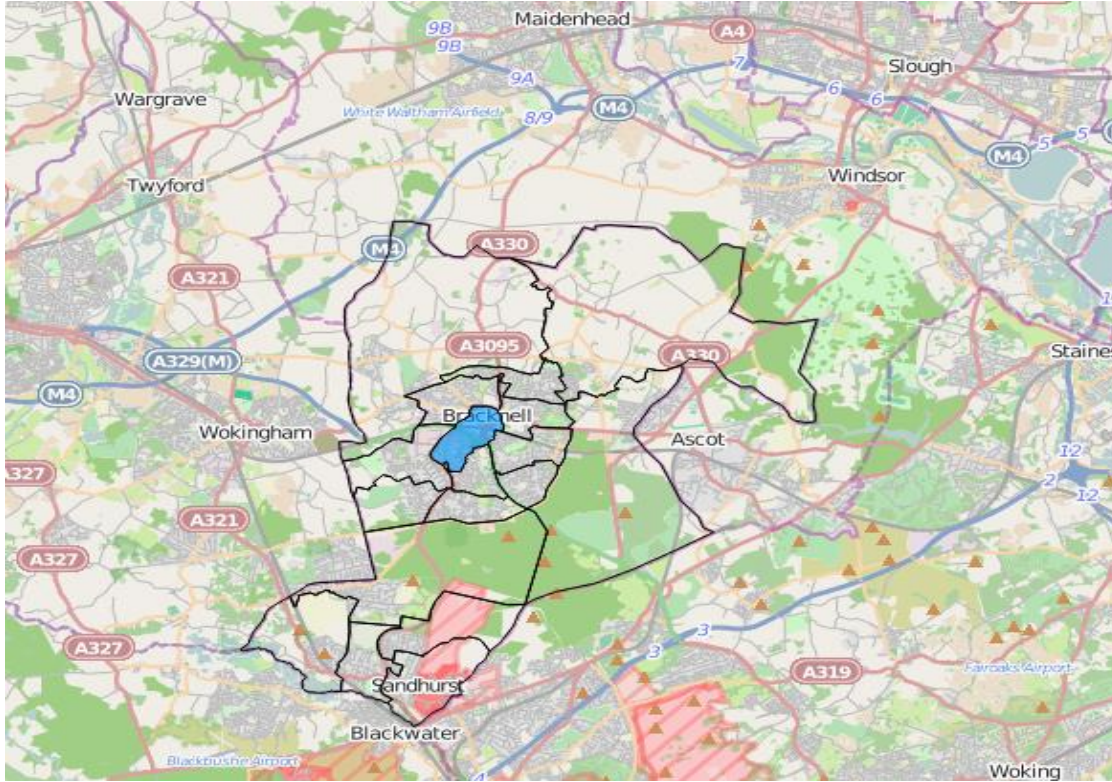 Maidenhead
9B
9B
A4
9A
7
Slough
Wargrave
White Waltham Airfield
M4
6
6
8/9
5
5
M4
Twyford
Windsor
M4
A330
A321
A3095
A330
A329(M)
M4
Bracknell
Wokingham
Ascot
12
2
12
A321
A327
A327
3
3
A319
Sandhurst
Fairoaks Airport
Blackwater
Blackbushe Airport
4
Woking